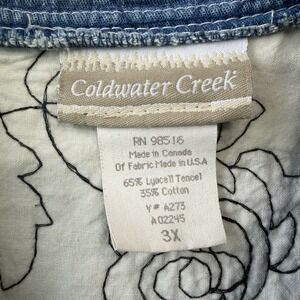 Coldwater Creek
RN 98516
Made in Canada
Of Fabric Made in U.S.A
65% Lyocell Tencel
35% Cotton
V# A273
A02245
3X